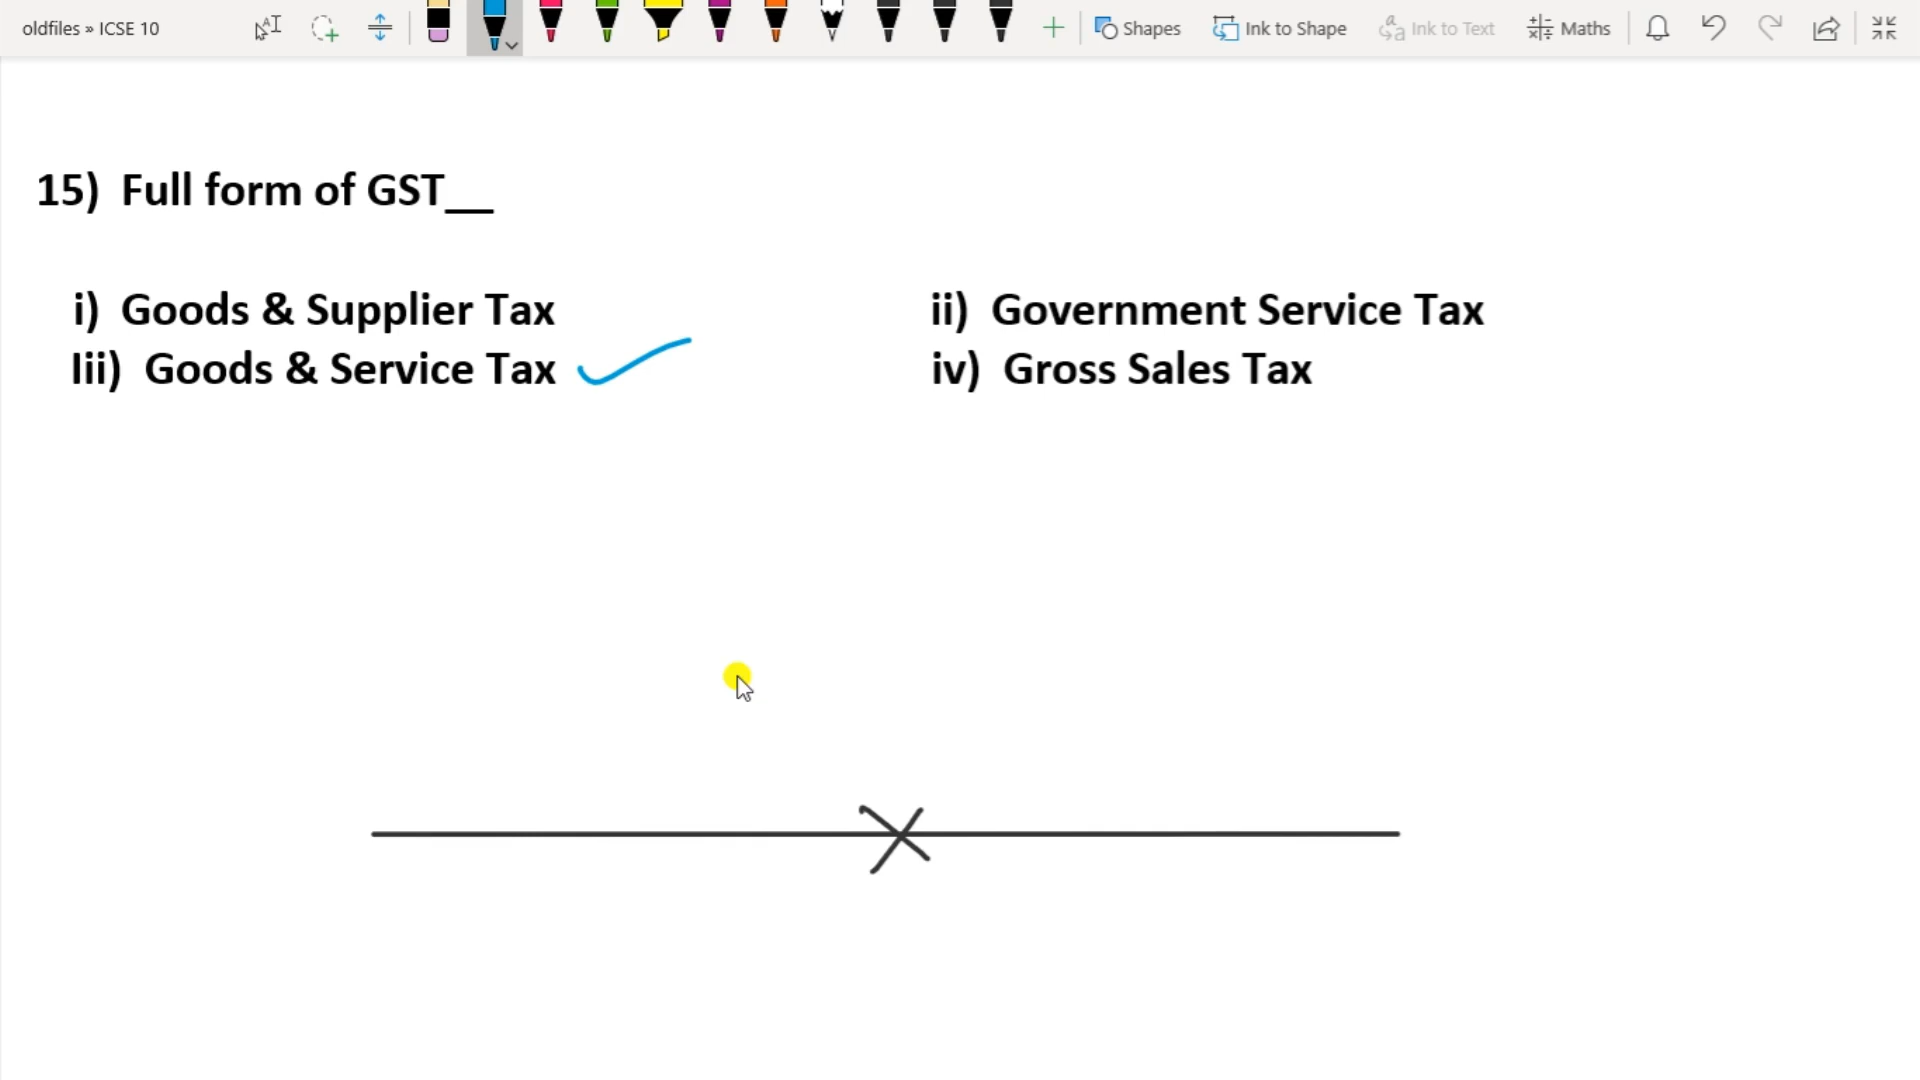 oldfiles » ICSE 10 Shapes Ink to Shape Ink to Text Maths
15) Full form of GST__
i) Goods & Supplier Tax ii) Government Service Tax
Iii) Goods & Service Tax iv) Gross Sales Tax